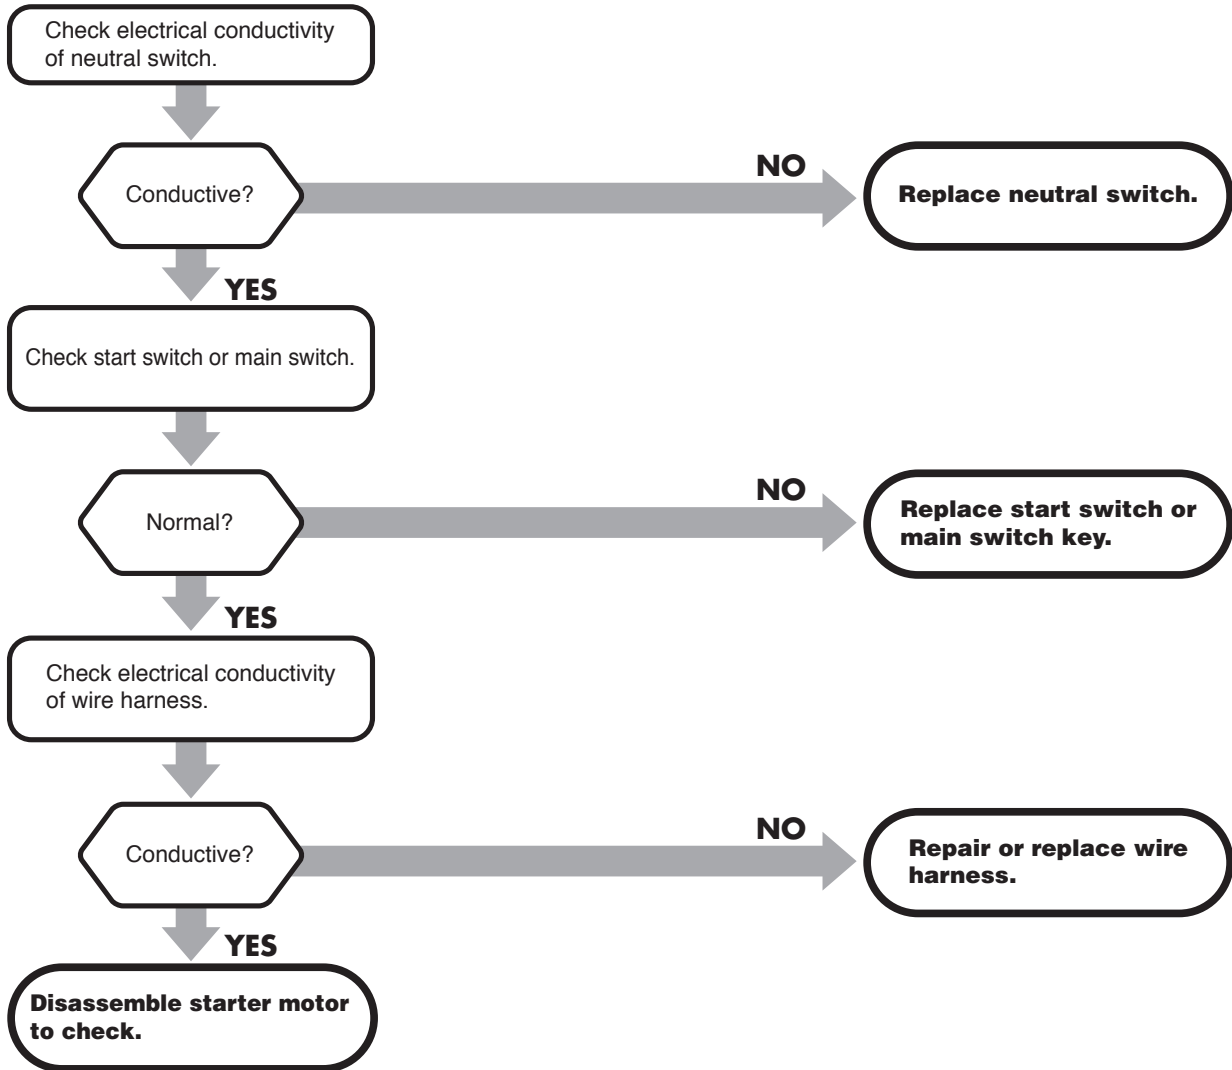 Check electrical conductivity
of neutral switch.
Conductive?
NO
Replace neutral switch.
YES
Check start switch or main switch.
Normal?
NO
Replace start switch or
main switch key.
YES
Check electrical conductivity
of wire harness.
Conductive?
NO
Repair or replace wire
harness.
YES
Disassemble starter motor
to check.